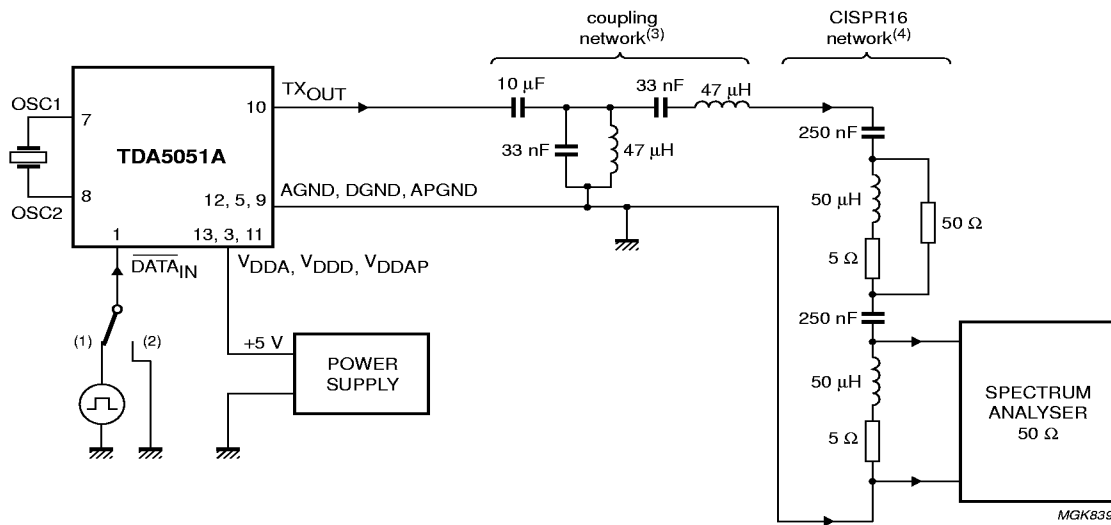 coupling
network(3)
CISPR16
network(4)
TXOUT
10 µF
33 nF
47 µH
OSC1
7
10
TDA5051A
33 nF
47 µH
250 nF
8
OSC2
12, 5, 9
AGND, DGND, APGND
50 µH
50 Ω
1
13, 3, 11
DATAIN
VDDA, VDDD, VDDAP
5 Ω
250 nF
(1)
(2)
+5 V
POWER
SUPPLY
50 µH
SPECTRUM
ANALYSER
50 Ω
5 Ω
MGK839